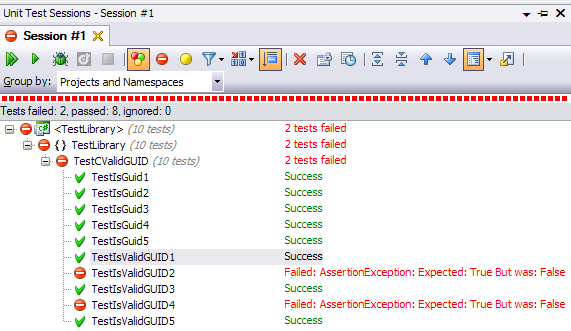 Unit Test Sessions - Session #1
Session #1
Group by: Projects and Namespaces
Tests failed: 2, passed: 8, ignored: 0
<TestLibrary> (10 tests) 2 tests failed
{} TestLibrary (10 tests) 2 tests failed
TestCValidGUID (10 tests) 2 tests failed
TestIsGuid1 Success
TestIsGuid2 Success
TestIsGuid3 Success
TestIsGuid4 Success
TestIsGuid5 Success
TestIsValidGUID1 Success
TestIsValidGUID2 Failed: AssertionException: Expected: True But was: False
TestIsValidGUID3 Success
TestIsValidGUID4 Failed: AssertionException: Expected: True But was: False
TestIsValidGUID5 Success